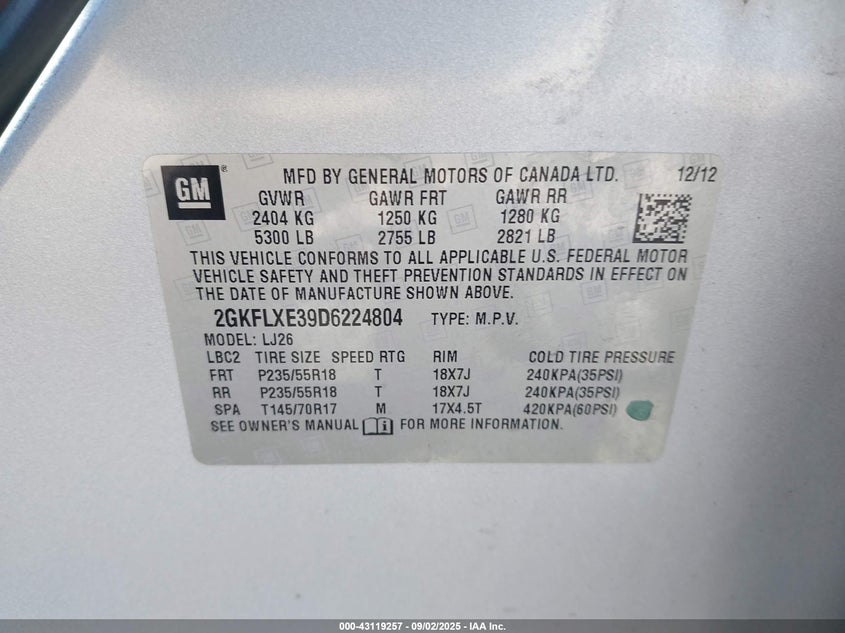 GM ® MFD BY GENERAL MOTORS OF CANADA LTD. 12/12
GVWR GAWR FRT GAWR RR
2404 KG 1250 KG 1280 KG
5300 LB 2755 LB 2821 LB
THIS VEHICLE CONFORMS TO ALL APPLICABLE U.S. FEDERAL MOTOR
VEHICLE SAFETY AND THEFT PREVENTION STANDARDS IN EFFECT ON
THE DATE OF MANUFACTURE SHOWN ABOVE.
2GKFLXE39D6224804 TYPE: M.P.V.
MODEL: LJ26
LBC2 TIRE SIZE SPEED RTG RIM COLD TIRE PRESSURE
FRT P235/55R18 T 18X7J 240KPA(35PSI)
RR P235/55R18 T 18X7J 240KPA(35PSI)
SPA T145/70R17 M 17X4.5T 420KPA(60PSI)
SEE OWNER'S MANUAL FOR MORE INFORMATION.
000-43119257 - 09/02/2025 - IAA Inc.